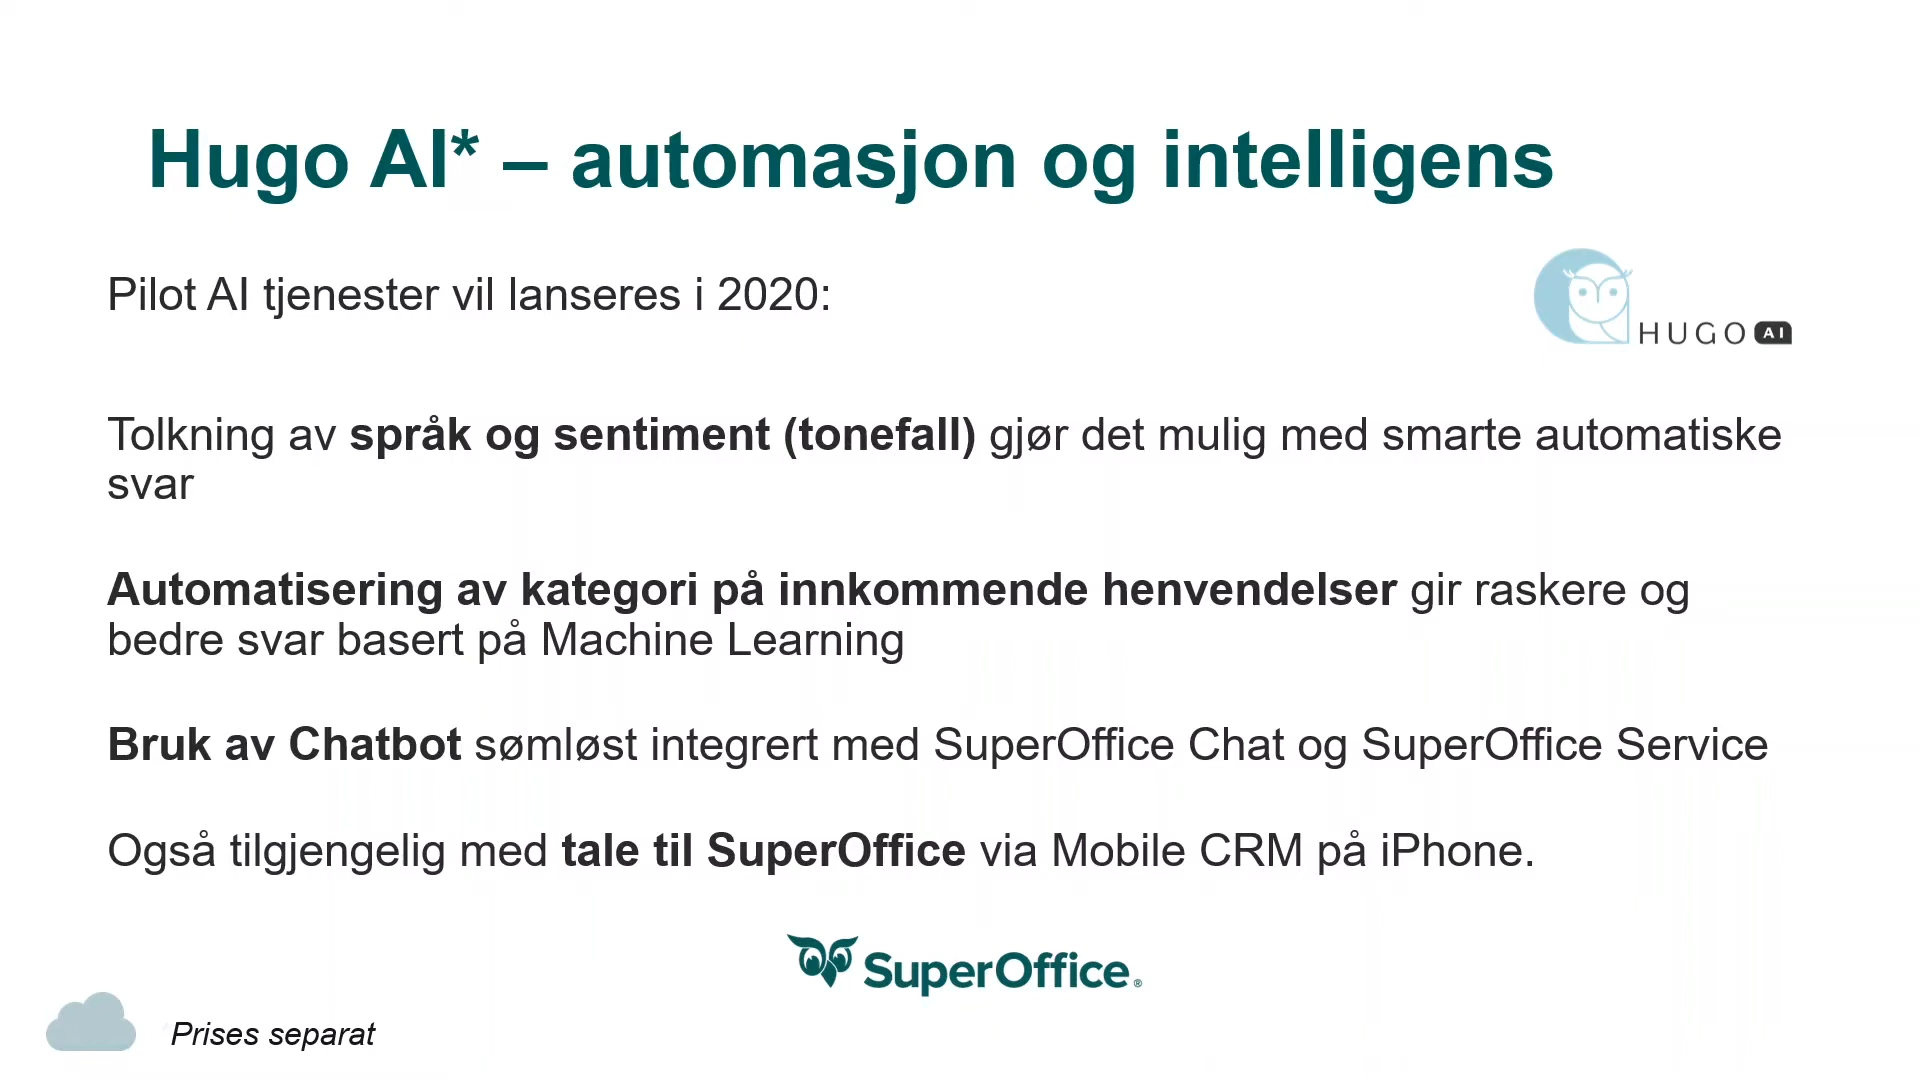 Hugo AI* – automasjon og intelligens
Pilot AI tjenester vil lanseres i 2020:
HUGO AI
Tolkning av språk og sentiment (tonefall) gjør det mulig med smarte automatiske
svar
Automatisering av kategori på innkommende henvendelser gir raskere og
bedre svar basert på Machine Learning
Bruk av Chatbot sømløst integrert med SuperOffice Chat og SuperOffice Service
Også tilgjengelig med tale til SuperOffice via Mobile CRM på iPhone.
SuperOffice®
Prises separat